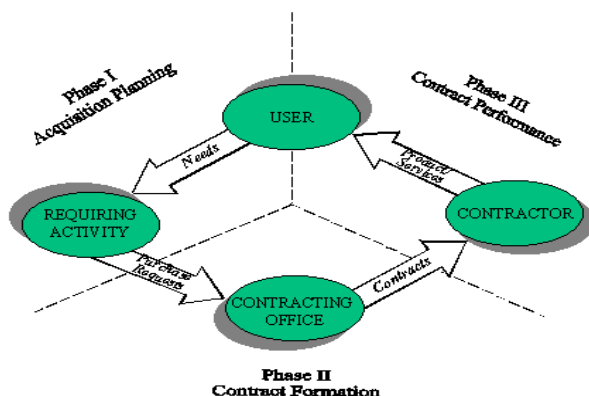 Phase I
Acquisition Planning
Phase III
Contract Performance
USER
Needs
Product/
Services
REQUIRING
ACTIVITY
CONTRACTOR
Purchase
Requests
Contracts
CONTRACTING
OFFICE
Phase II
Contract Formation